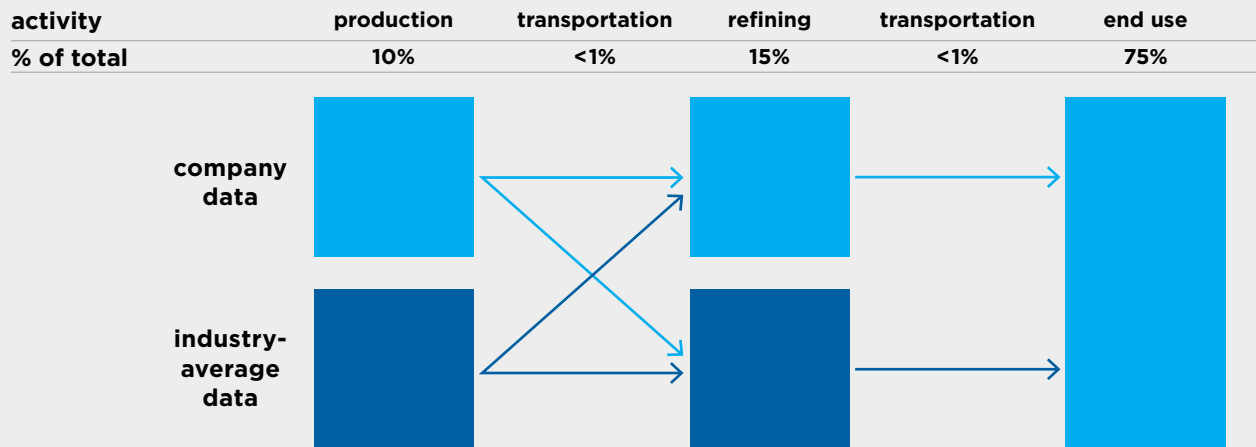 activity production transportation refining transportation end use
% of total 10% <1% 15% <1% 75%
company
data
industry-
average
data